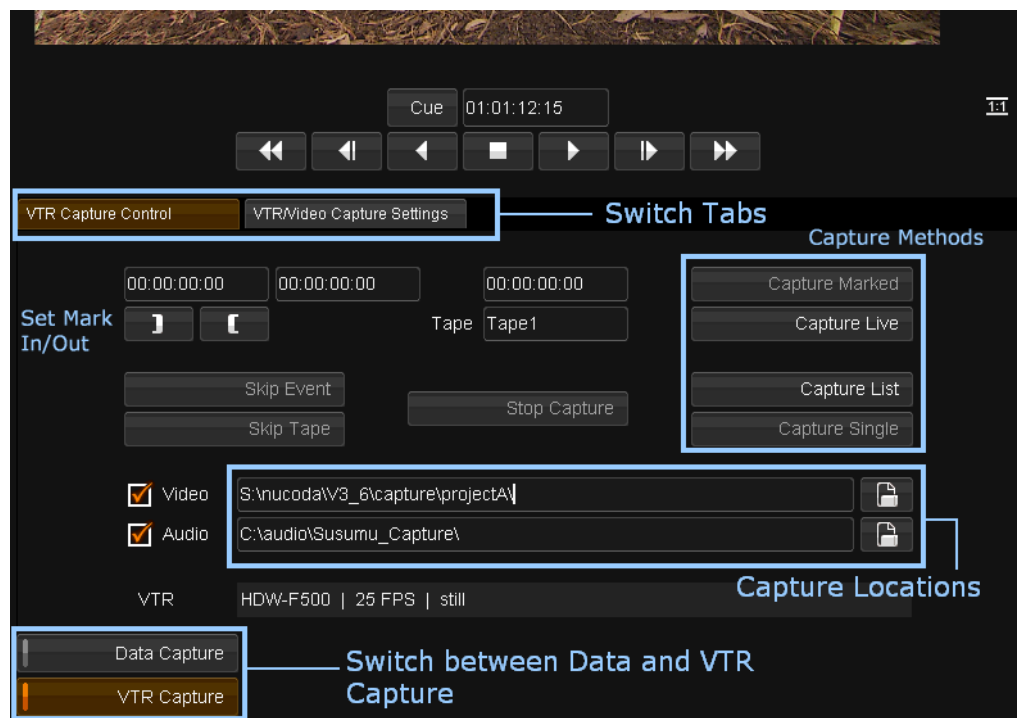 Cue 01:01:12:15
1:1
VTR Capture Control VTR/Video Capture Settings Switch Tabs
Capture Methods
00:00:00:00 00:00:00:00 00:00:00:00 Capture Marked
Set Mark
In/Out
Tape Tape1 Capture Live
Skip Event Stop Capture Capture List
Skip Tape Capture Single
Video S:\nucoda\V3_6\capture\projectA\
Audio C:\audio\Susumu_Capture\
Capture Locations
VTR HDW-F500 | 25 FPS | still
Data Capture
VTR Capture
Switch between Data and VTR
Capture